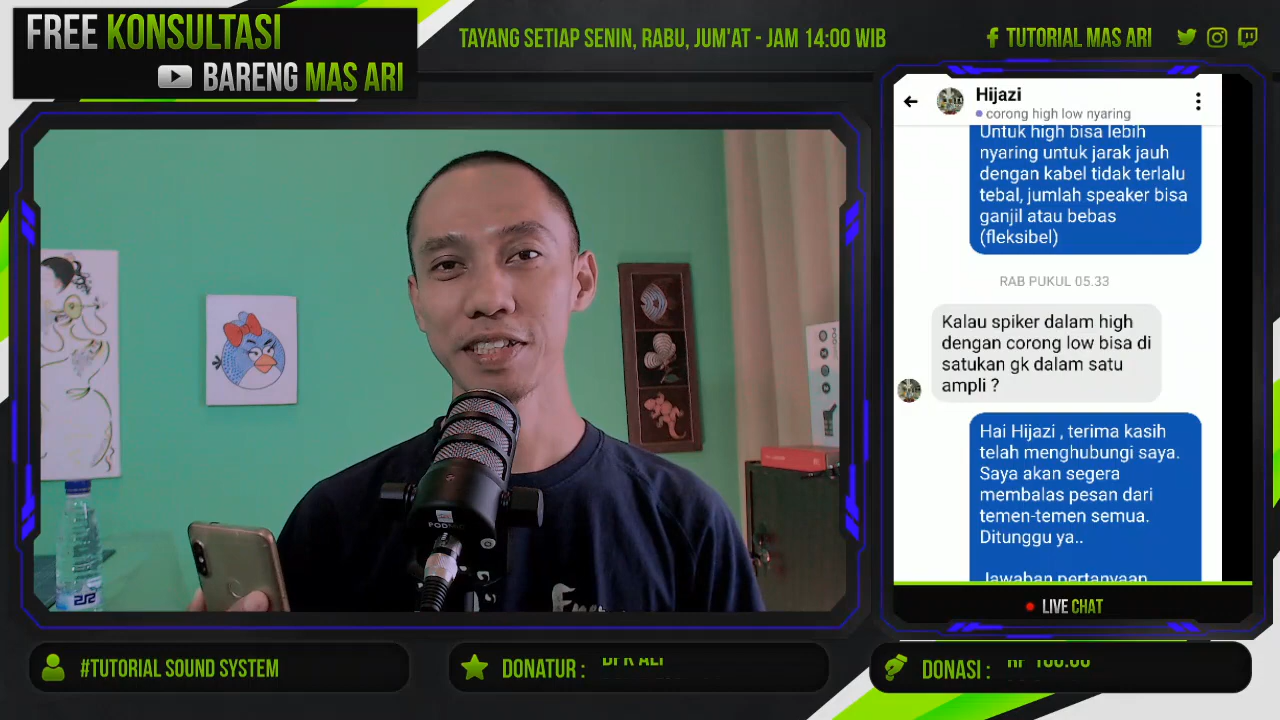 FREE KONSULTASI
BARENG MAS ARI
TAYANG SETIAP SENIN, RABU, JUM'AT - JAM 14:00 WIB
TUTORIAL MAS ARI
Hijazi
corong high low nyaring
Untuk high bisa lebih
nyaring untuk jarak jauh
dengan kabel tidak terlalu
tebal, jumlah speaker bisa
ganjil atau bebas
(fleksibel)
RAB PUKUL 05.33
Kalau spiker dalam high
dengan corong low bisa di
satukan gk dalam satu
ampli ?
Hai Hijazi , terima kasih
telah menghubungi saya.
Saya akan segera
membalas pesan dari
temen-temen semua.
Ditunggu ya..
Jawaban pertanyaan
LIVE CHAT
#TUTORIAL SOUND SYSTEM
DONATUR :
DONASI :